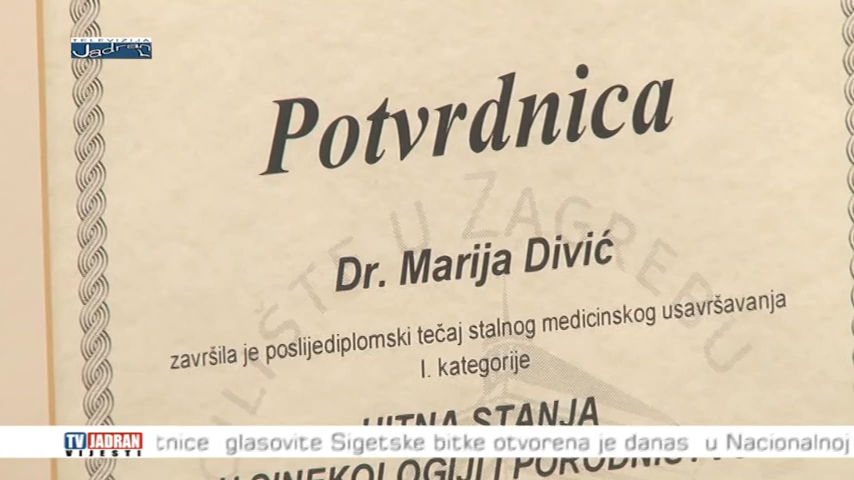 TELEVIZIJA
Jadran
Potvrdnica
U ZAGREBU
Dr. Marija Divić
završila je poslijediplomski tečaj stalnog medicinskog usavršavanja
I. kategorije
HITNA STANJA
TV JADRAN
VIJESTI
glasovite Sigetske bitke otvorena je danas u Nacionalnoj